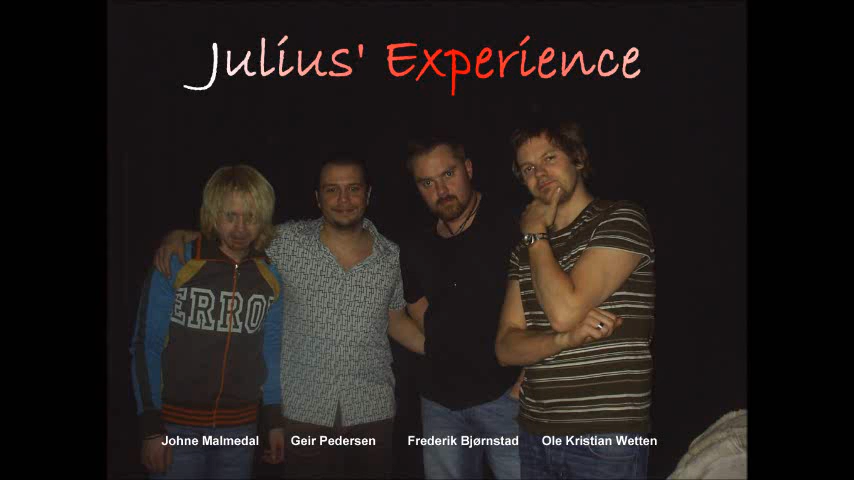 Julius' Experience
ERRO
Johne Malmedal Geir Pedersen Frederik Bjørnstad Ole Kristian Wetten